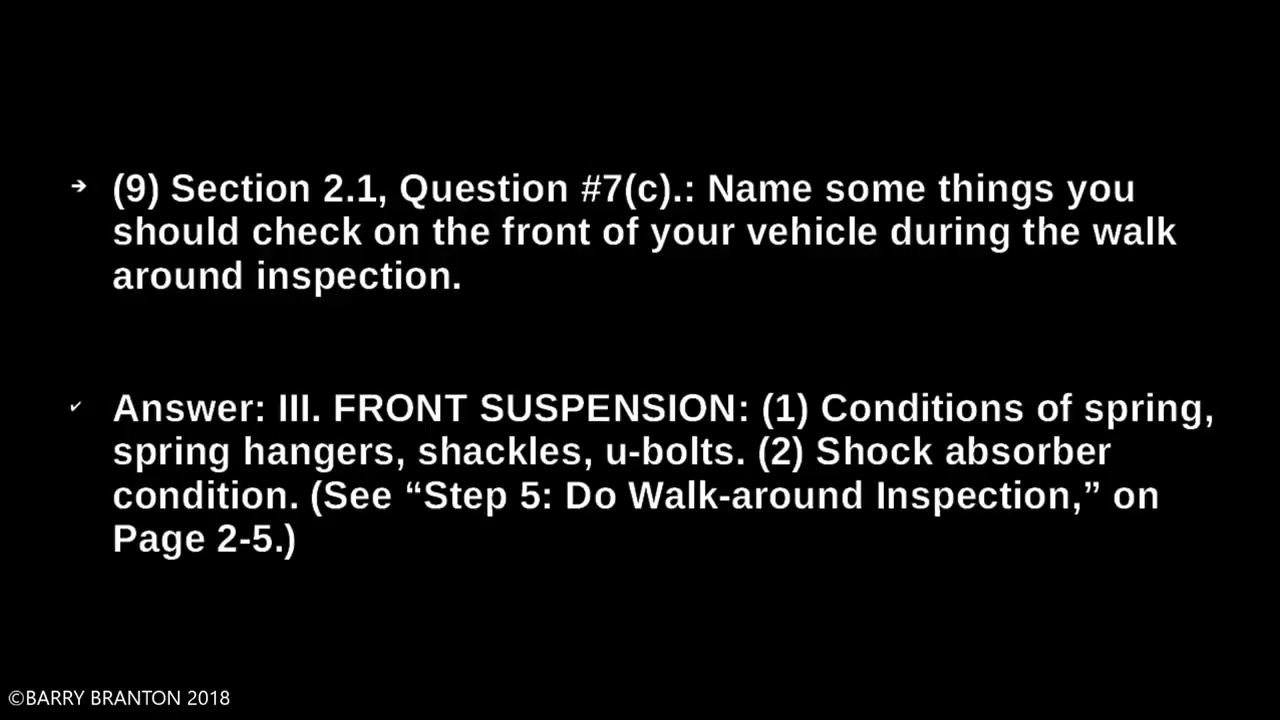 ➔ (9) Section 2.1, Question #7(c).: Name some things you
should check on the front of your vehicle during the walk
around inspection.
✔ Answer: III. FRONT SUSPENSION: (1) Conditions of spring,
spring hangers, shackles, u-bolts. (2) Shock absorber
condition. (See “Step 5: Do Walk-around Inspection,” on
Page 2-5.)
©BARRY BRANTON 2018